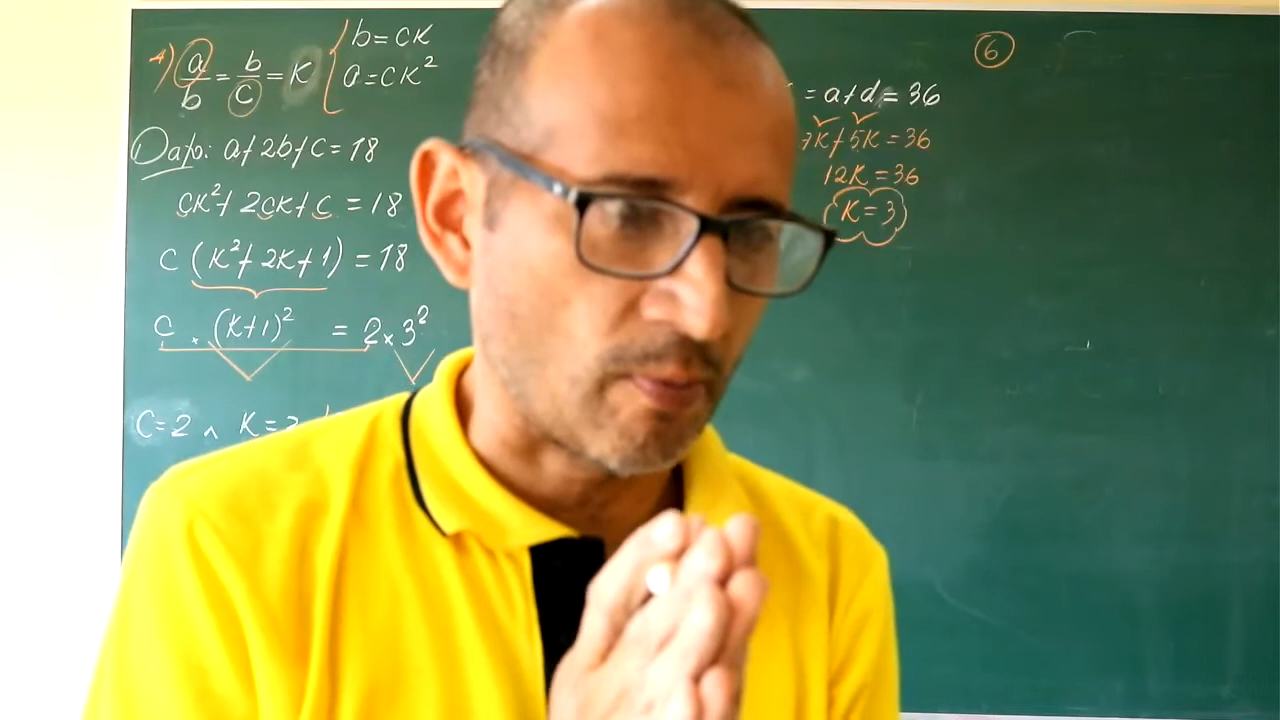 4) a/b = b/c = K { b = CK
a = CK²
Dato: a + 2b + c = 18
CK² + 2CK + C = 18
C (K² + 2K + 1) = 18
C . (K+1)² = 2 × 3²
C = 2 ∧ K = 2
= a + d = 36
7K + 5K = 36
12K = 36
K = 3
6